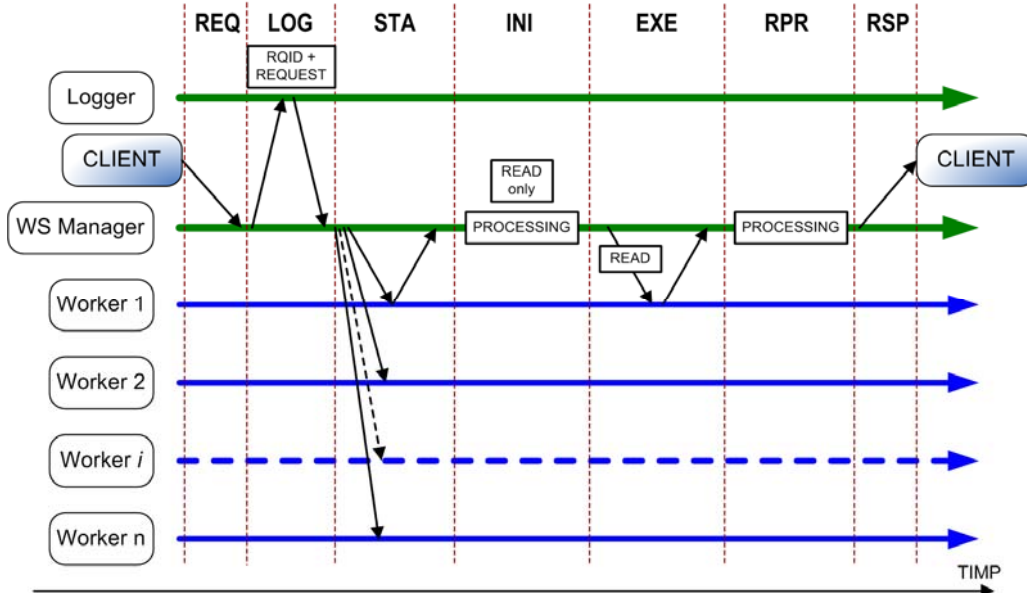 REQ LOG STA INI EXE RPR RSP
RQID +
REQUEST
Logger
CLIENT
CLIENT
READ
only
WS Manager
PROCESSING
PROCESSING
READ
Worker 1
Worker 2
Worker i
Worker n
TIMP